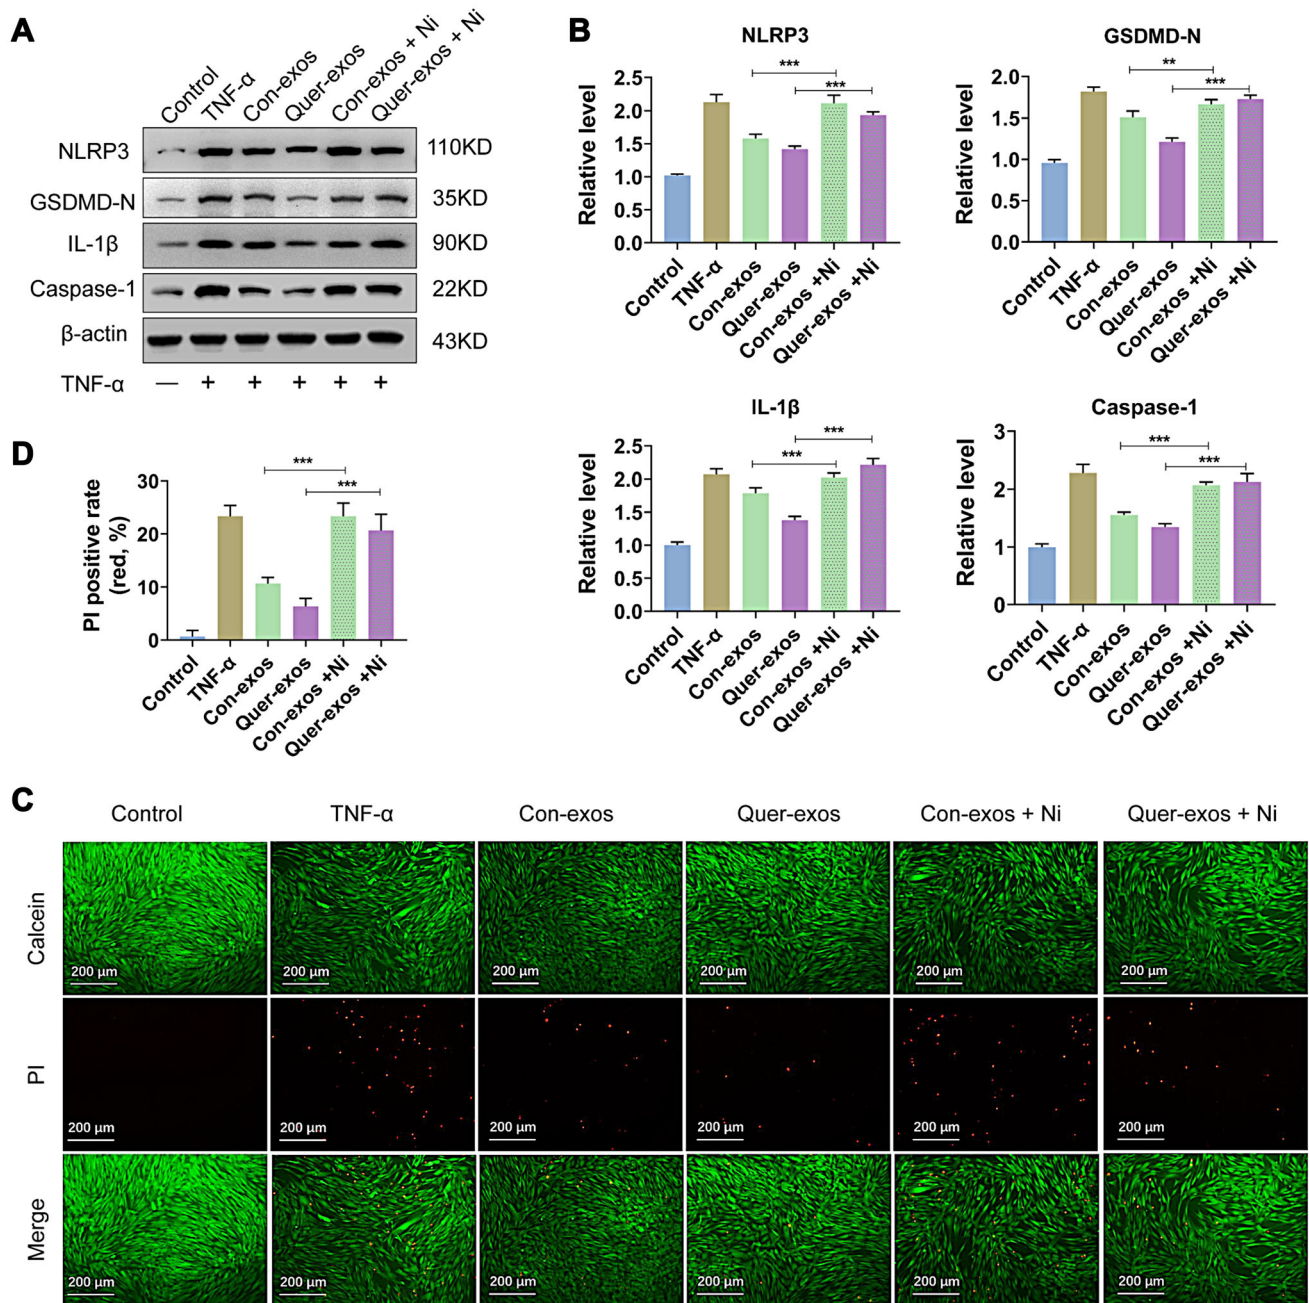 A
Control
TNF-α
Con-exos
Quer-exos
Con-exos + Ni
Quer-exos + Ni
NLRP3 110KD
GSDMD-N 35KD
IL-1β 90KD
Caspase-1 22KD
β-actin 43KD
TNF-α — + + + + +
B
NLRP3
***
***
Relative level
2.5
2.0
1.5
1.0
0.5
0.0
Control
TNF-α
Con-exos
Quer-exos
Con-exos +Ni
Quer-exos +Ni
GSDMD-N
**
***
Relative level
2.0
1.5
1.0
0.5
0.0
Control
TNF-α
Con-exos
Quer-exos
Con-exos +Ni
Quer-exos +Ni
IL-1β
***
***
Relative level
2.5
2.0
1.5
1.0
0.5
0.0
Control
TNF-α
Con-exos
Quer-exos
Con-exos +Ni
Quer-exos +Ni
Caspase-1
***
***
Relative level
3
2
1
0
Control
TNF-α
Con-exos
Quer-exos
Con-exos +Ni
Quer-exos +Ni
D
***
***
PI positive rate
(red, %)
30
20
10
0
Control
TNF-α
Con-exos
Quer-exos
Con-exos +Ni
Quer-exos +Ni
C
Control TNF-α Con-exos Quer-exos Con-exos + Ni Quer-exos + Ni
Calcein
200 µm 200 µm 200 µm 200 µm 200 µm 200 µm
PI
200 µm 200 µm 200 µm 200 µm 200 µm 200 µm
Merge
200 µm 200 µm 200 µm 200 µm 200 µm 200 µm